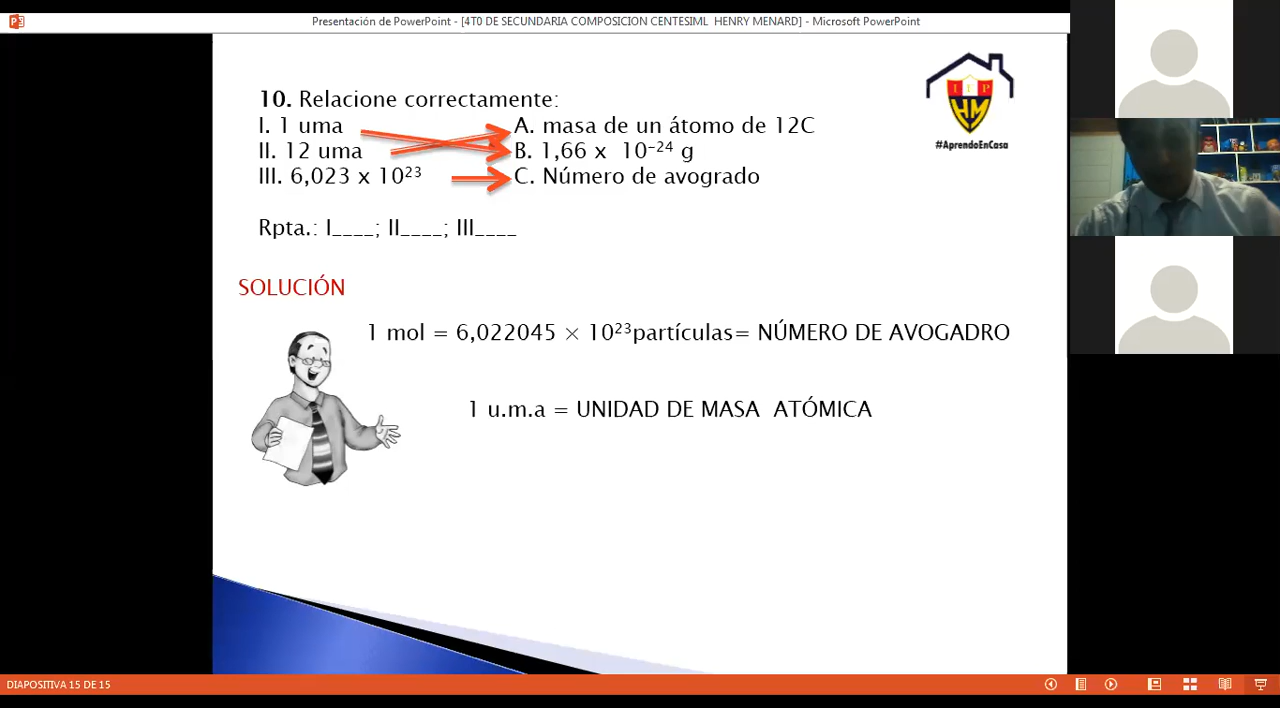 Presentación de PowerPoint - [4T0 DE SECUNDARIA COMPOSICION CENTESIML  HENRY MENARD] - Microsoft PowerPoint
I E P
HM
#AprendoEnCasa
10. Relacione correctamente:
I. 1 uma A. masa de un átomo de 12C
II. 12 uma B. 1,66 x 10⁻²⁴ g
III. 6,023 x 10²³ C. Número de avogrado
Rpta.: I____; II____; III____
SOLUCIÓN
1 mol = 6,022045 × 10²³partículas= NÚMERO DE AVOGADRO
1 u.m.a = UNIDAD DE MASA ATÓMICA
DIAPOSITIVA 15 DE 15